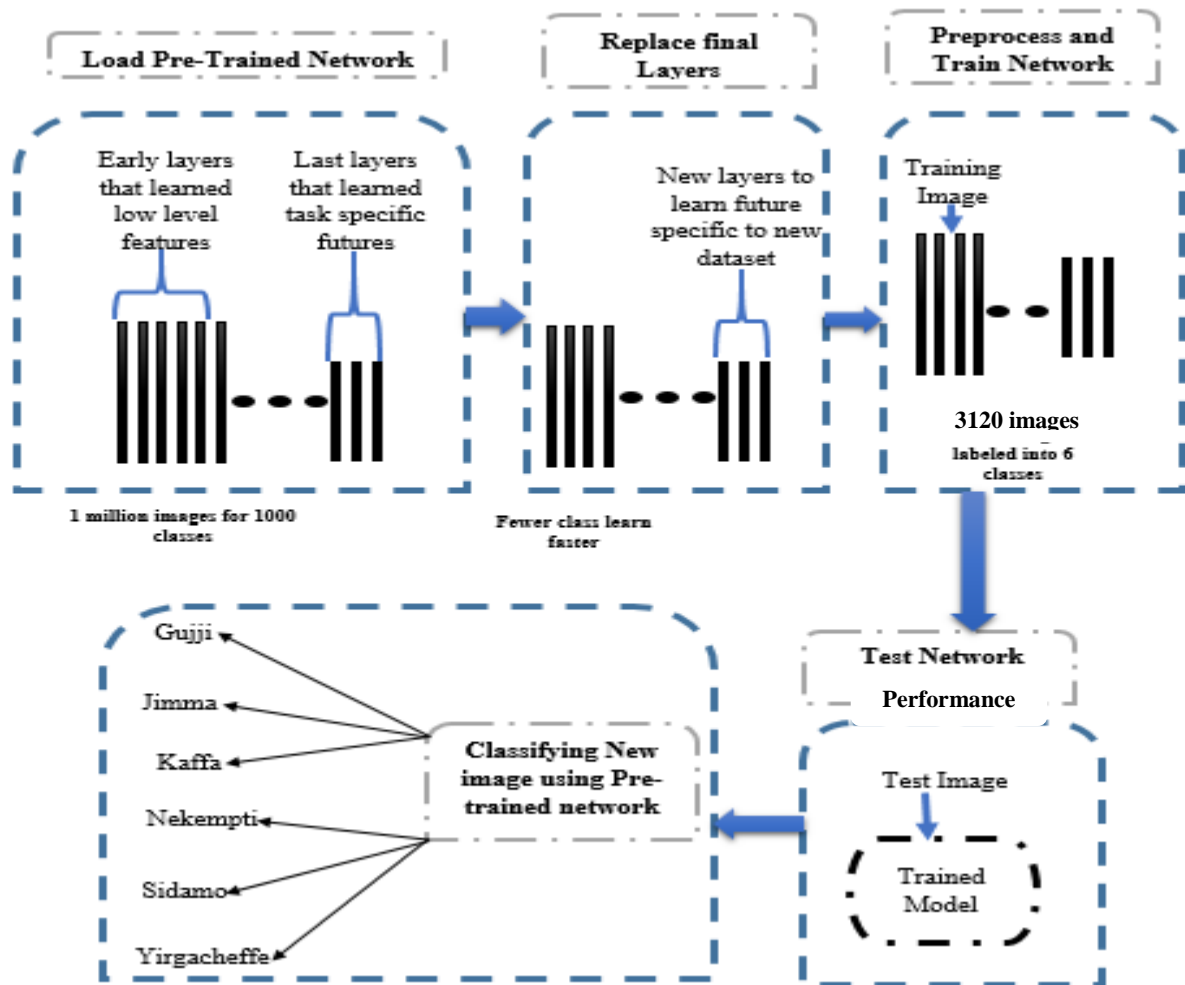 Load Pre-Trained Network
Early layers
that learned
low level
features
Last layers
that learned
task specific
futures
1 million images for 1000
classes
Replace final
Layers
New layers to
learn future
specific to new
dataset
Fewer class learn
faster
Preprocess and
Train Network
Training
Image
3120 images
labeled into 6
classes
Test Network
Performance
Test Image
Trained
Model
Classifying New
image using Pre-
trained network
Gujji
Jimma
Kaffa
Nekempti
Sidamo
Yirgacheffe